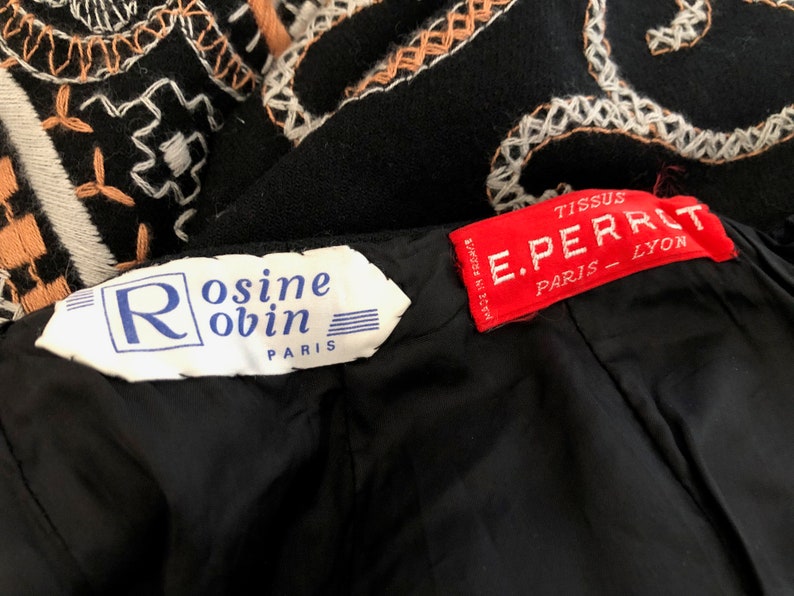 Rosine
Robin
PARIS
TISSUS
E. PERROT
PARIS – LYON
MADE IN FRANCE